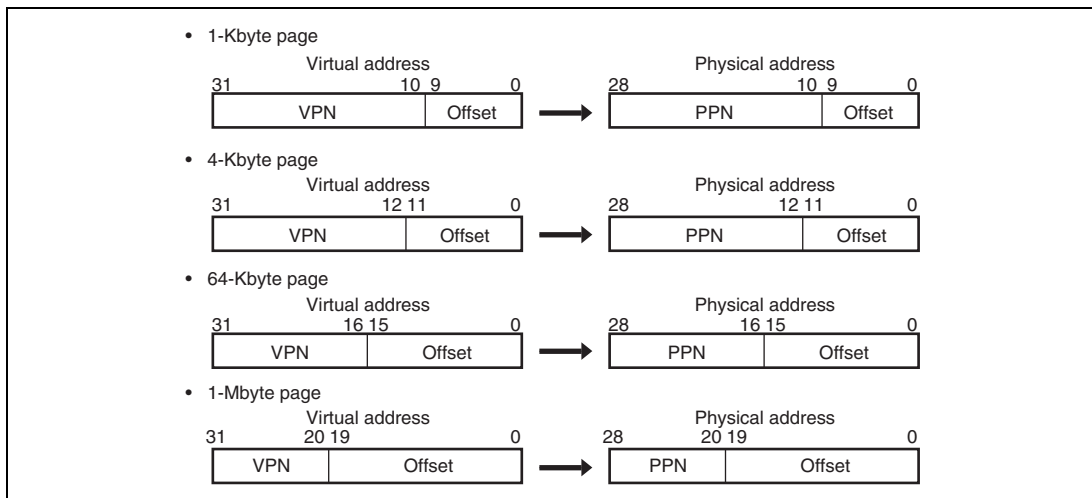 • 1-Kbyte page
Virtual address Physical address
31 10 9 0 28 10 9 0
VPN Offset PPN Offset
• 4-Kbyte page
Virtual address Physical address
31 12 11 0 28 12 11 0
VPN Offset PPN Offset
• 64-Kbyte page
Virtual address Physical address
31 16 15 0 28 16 15 0
VPN Offset PPN Offset
• 1-Mbyte page
Virtual address Physical address
31 20 19 0 28 20 19 0
VPN Offset PPN Offset